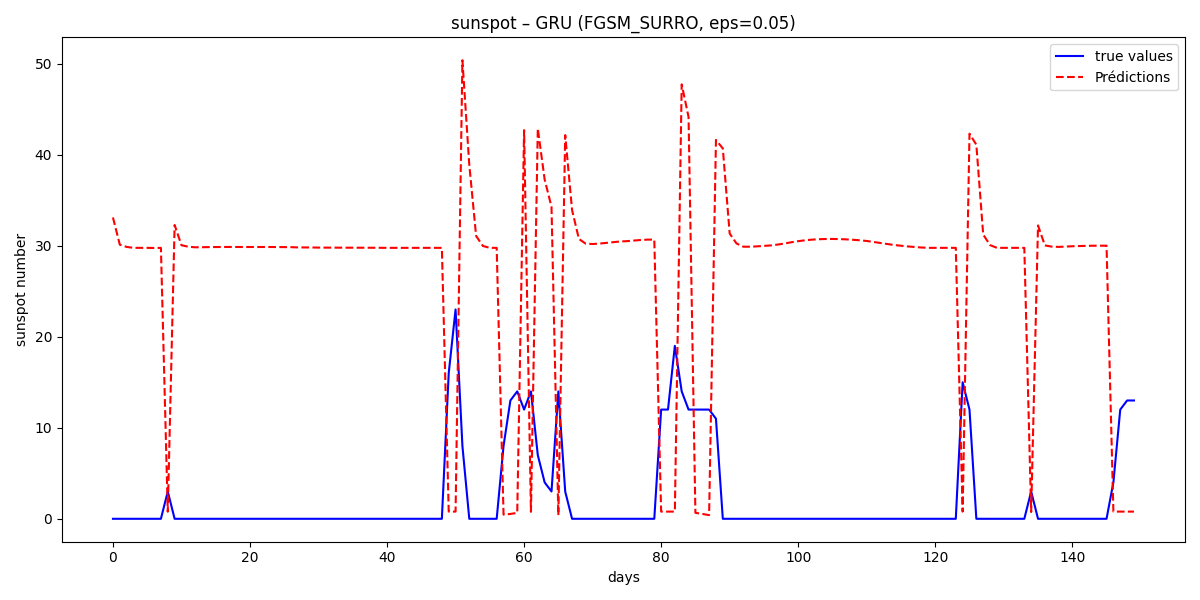 sunspot – GRU (FGSM_SURRO, eps=0.05)
true values
Prédictions
sunspot number
50
40
30
20
10
0
0 20 40 60 80 100 120 140
days